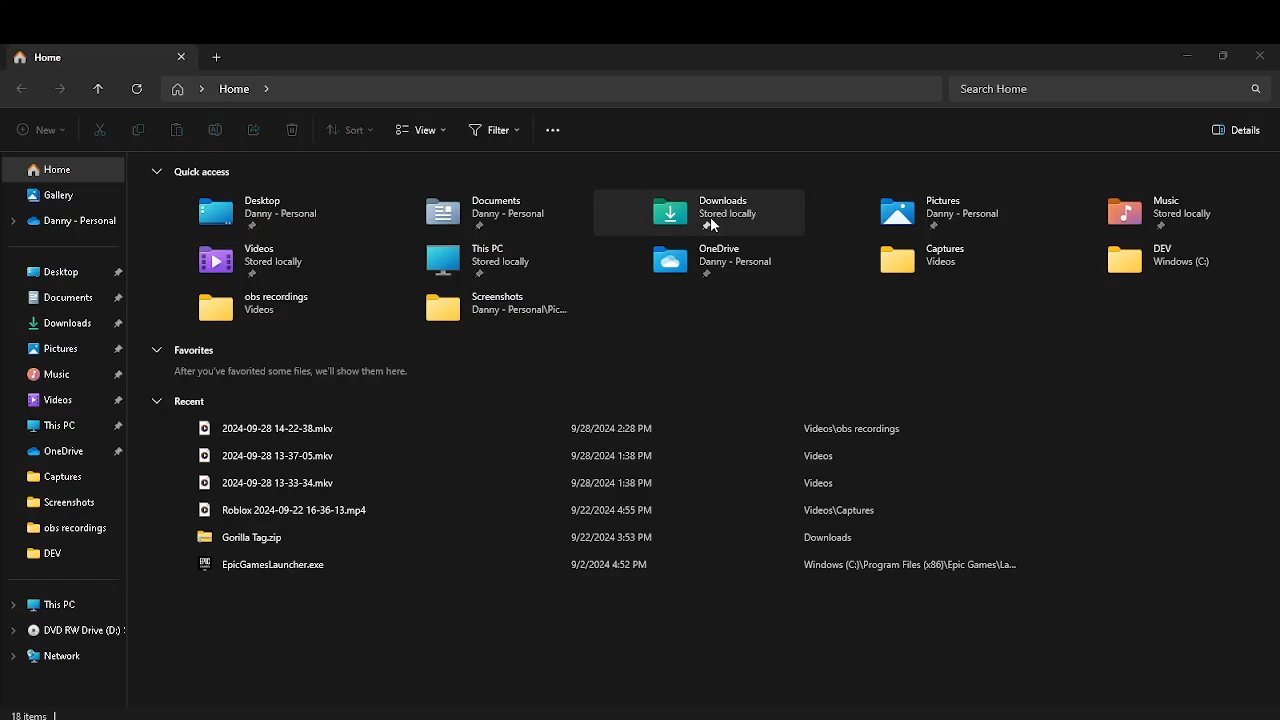 Home
Home
Search Home
New
Sort
View
Filter
Details
Home
Gallery
Danny - Personal
Desktop
Documents
Downloads
Pictures
Music
Videos
This PC
OneDrive
Captures
Screenshots
obs recordings
DEV
This PC
DVD RW Drive (D:)
Network
Quick access
Desktop
Danny - Personal
Documents
Danny - Personal
Downloads
Stored locally
Pictures
Danny - Personal
Music
Stored locally
Videos
Stored locally
This PC
Stored locally
OneDrive
Danny - Personal
Captures
Videos
DEV
Windows (C:)
obs recordings
Videos
Screenshots
Danny - Personal\Pic...
Favorites
After you've favorited some files, we'll show them here.
Recent
2024-09-28 14-22-38.mkv 9/28/2024 2:28 PM Videos\obs recordings
2024-09-28 13-37-05.mkv 9/28/2024 1:38 PM Videos
2024-09-28 13-33-34.mkv 9/28/2024 1:38 PM Videos
Roblox 2024-09-22 16-36-13.mp4 9/22/2024 4:55 PM Videos\Captures
Gorilla Tag.zip 9/22/2024 3:53 PM Downloads
EpicGamesLauncher.exe 9/2/2024 4:52 PM Windows (C:)\Program Files (x86)\Epic Games\La...
18 items